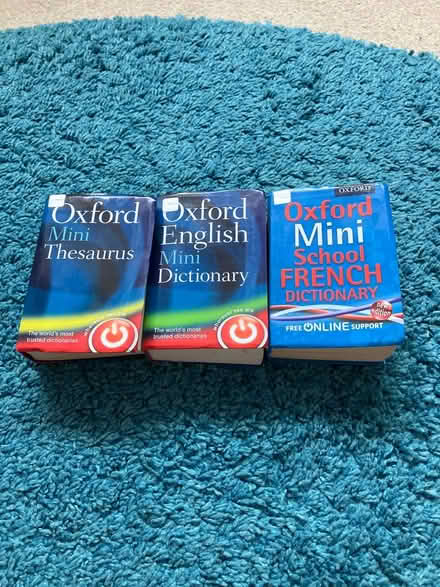 Oxford
Mini
Thesaurus
The world's most
trusted dictionaries
Oxford
English
Mini
Dictionary
The world's most
trusted dictionaries
OXFORD
Oxford
Mini
School
FRENCH
DICTIONARY
FREE ONLINE SUPPORT